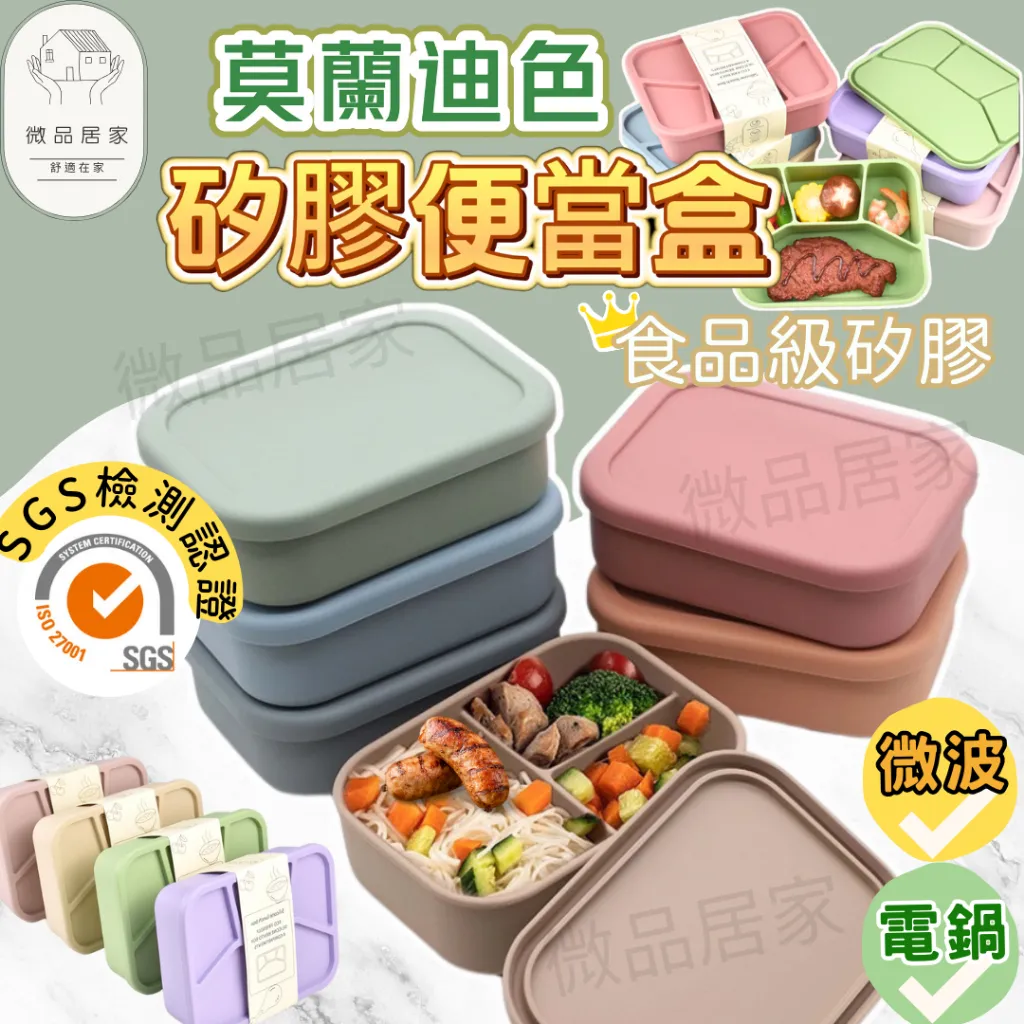 微品居家
舒適在家
莫蘭迪色
矽膠便當盒
食品級矽膠
微品居家
微品居家
SGS檢測認證
SYSTEM CERTIFICATION
ISO 27001
SGS
微波
電鍋
微品居家